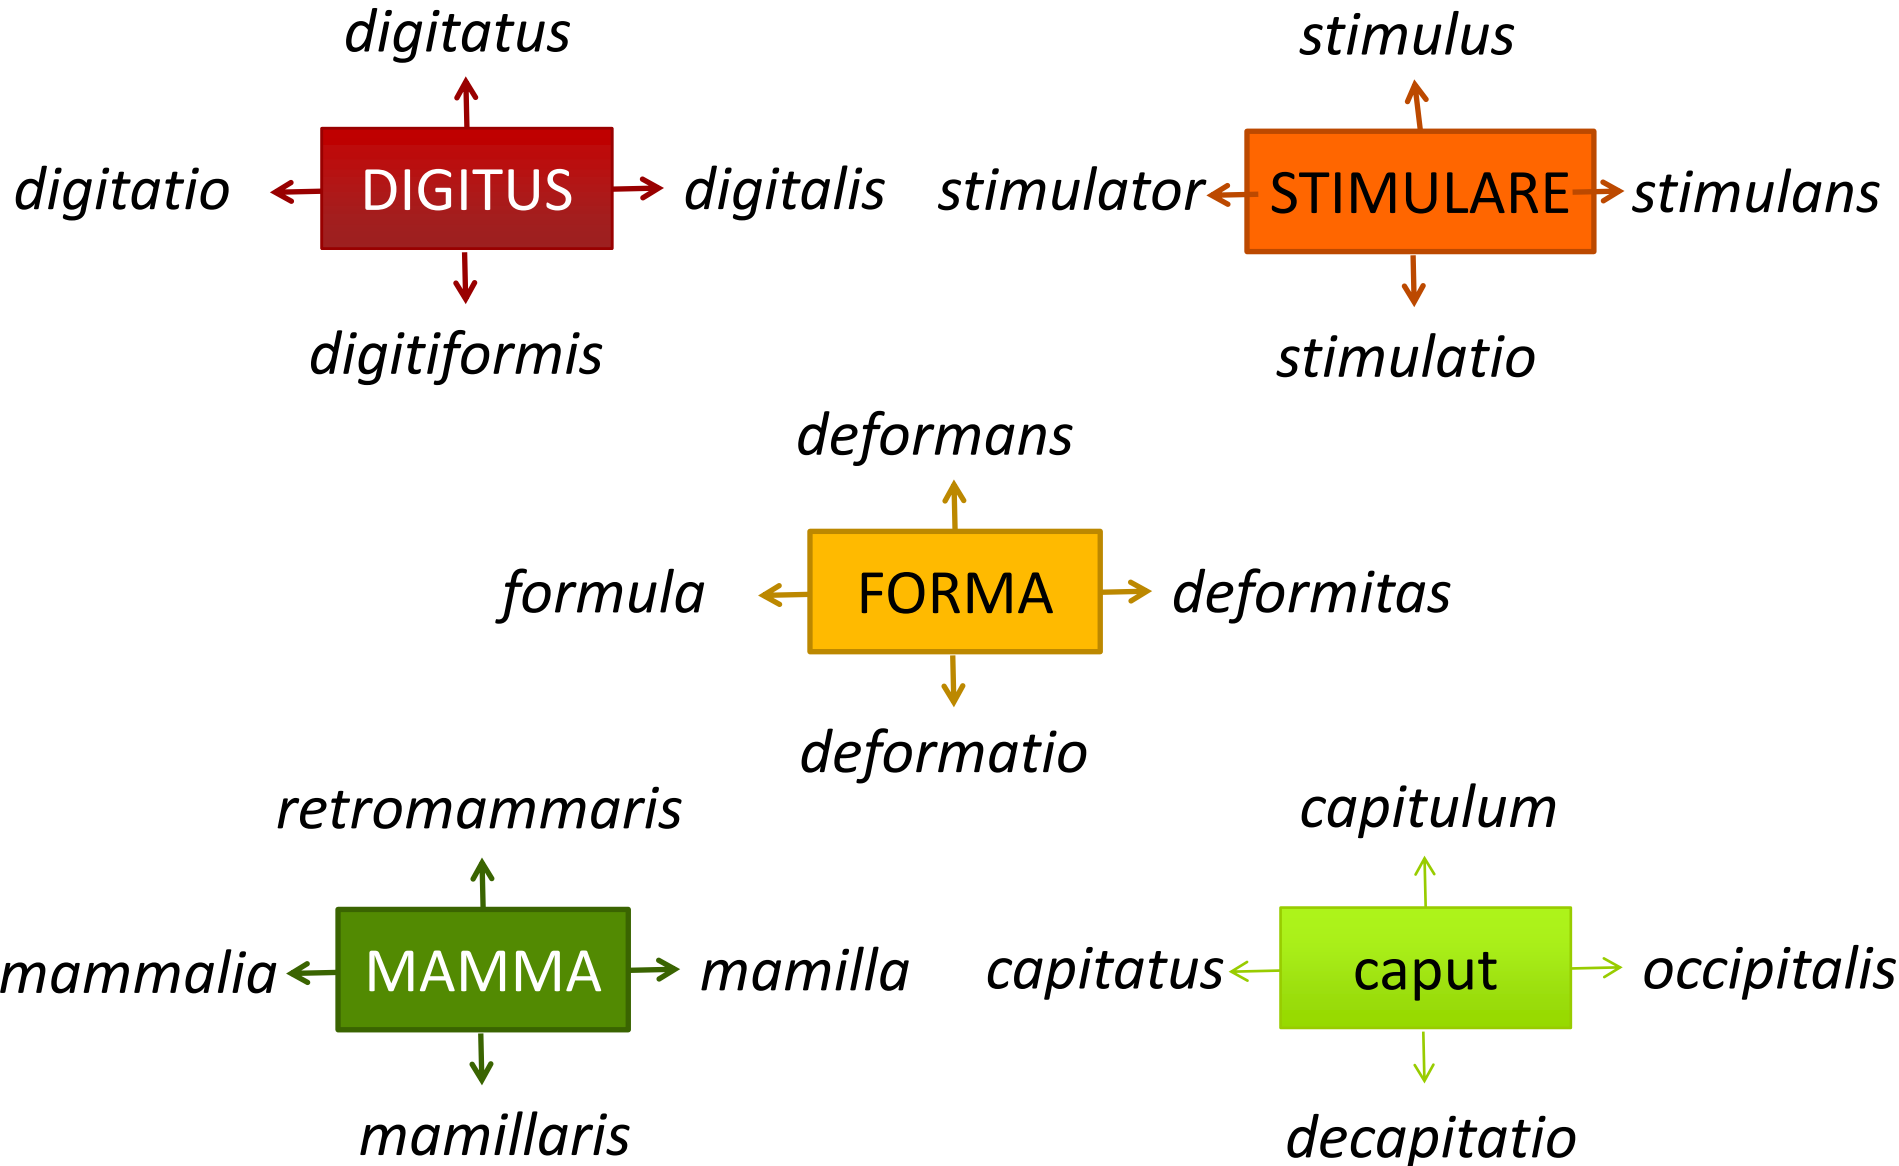 digitatus
digitatio
DIGITUS
digitalis
digitiformis
stimulus
stimulator
STIMULARE
stimulans
stimulatio
deformans
formula
FORMA
deformitas
deformatio
retromammaris
mammalia
MAMMA
mamilla
mamillaris
capitulum
capitatus
caput
occipitalis
decapitatio